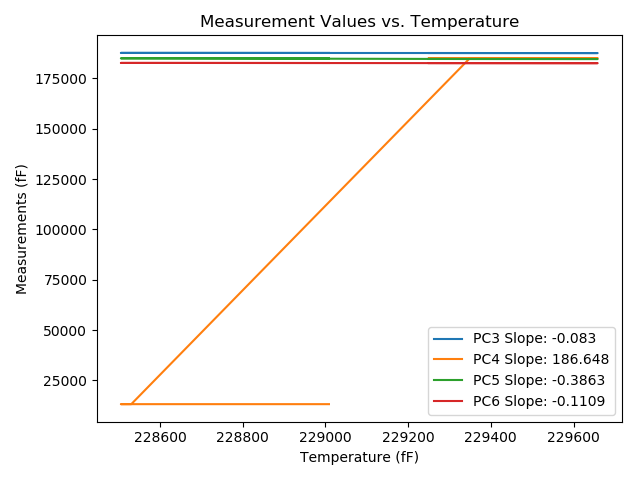 Measurement Values vs. Temperature
Measurements (fF)
175000
150000
125000
100000
75000
50000
25000
PC3 Slope: -0.083
PC4 Slope: 186.648
PC5 Slope: -0.3863
PC6 Slope: -0.1109
228600 228800 229000 229200 229400 229600
Temperature (fF)